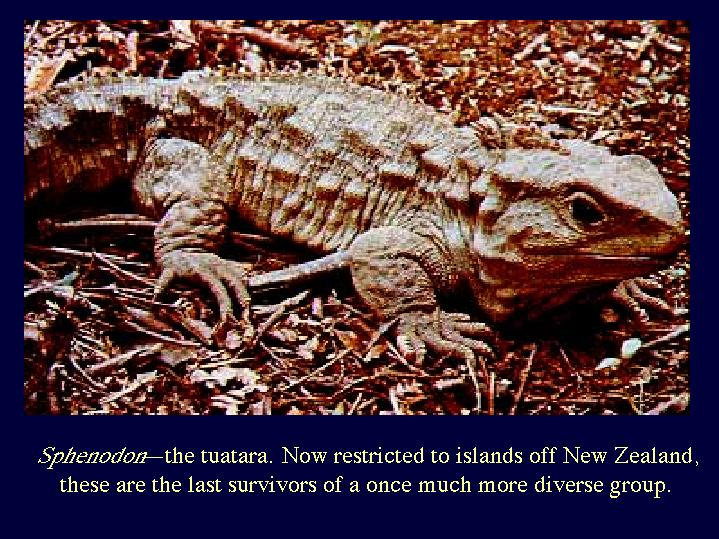 Sphenodon—the tuatara. Now restricted to islands off New Zealand,
these are the last survivors of a once much more diverse group.